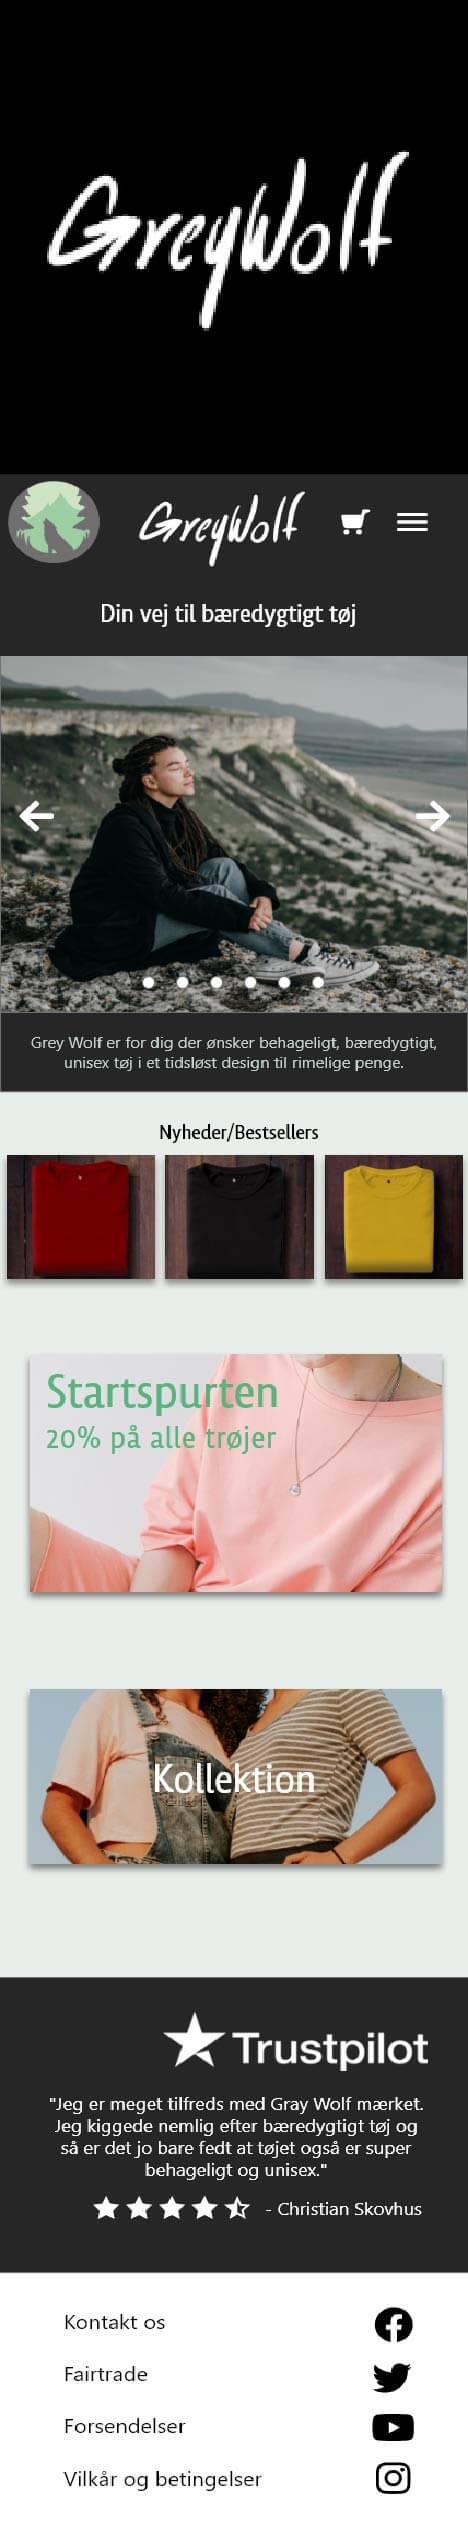 GreyWolf
GreyWolf
Din vej til bæredygtigt tøj
Grey Wolf er for dig der ønsker behageligt, bæredygtigt,
unisex tøj i et tidsløst design til rimelige penge.
Nyheder/Bestsellers
Startspurten
20% på alle trøjer
Kollektion
Trustpilot
"Jeg er meget tilfreds med Gray Wolf mærket.
Jeg kiggede nemlig efter bæredygtigt tøj og
så er det jo bare fedt at tøjet også er super
behageligt og unisex."
- Christian Skovhus
Kontakt os
Fairtrade
Forsendelser
Vilkår og betingelser